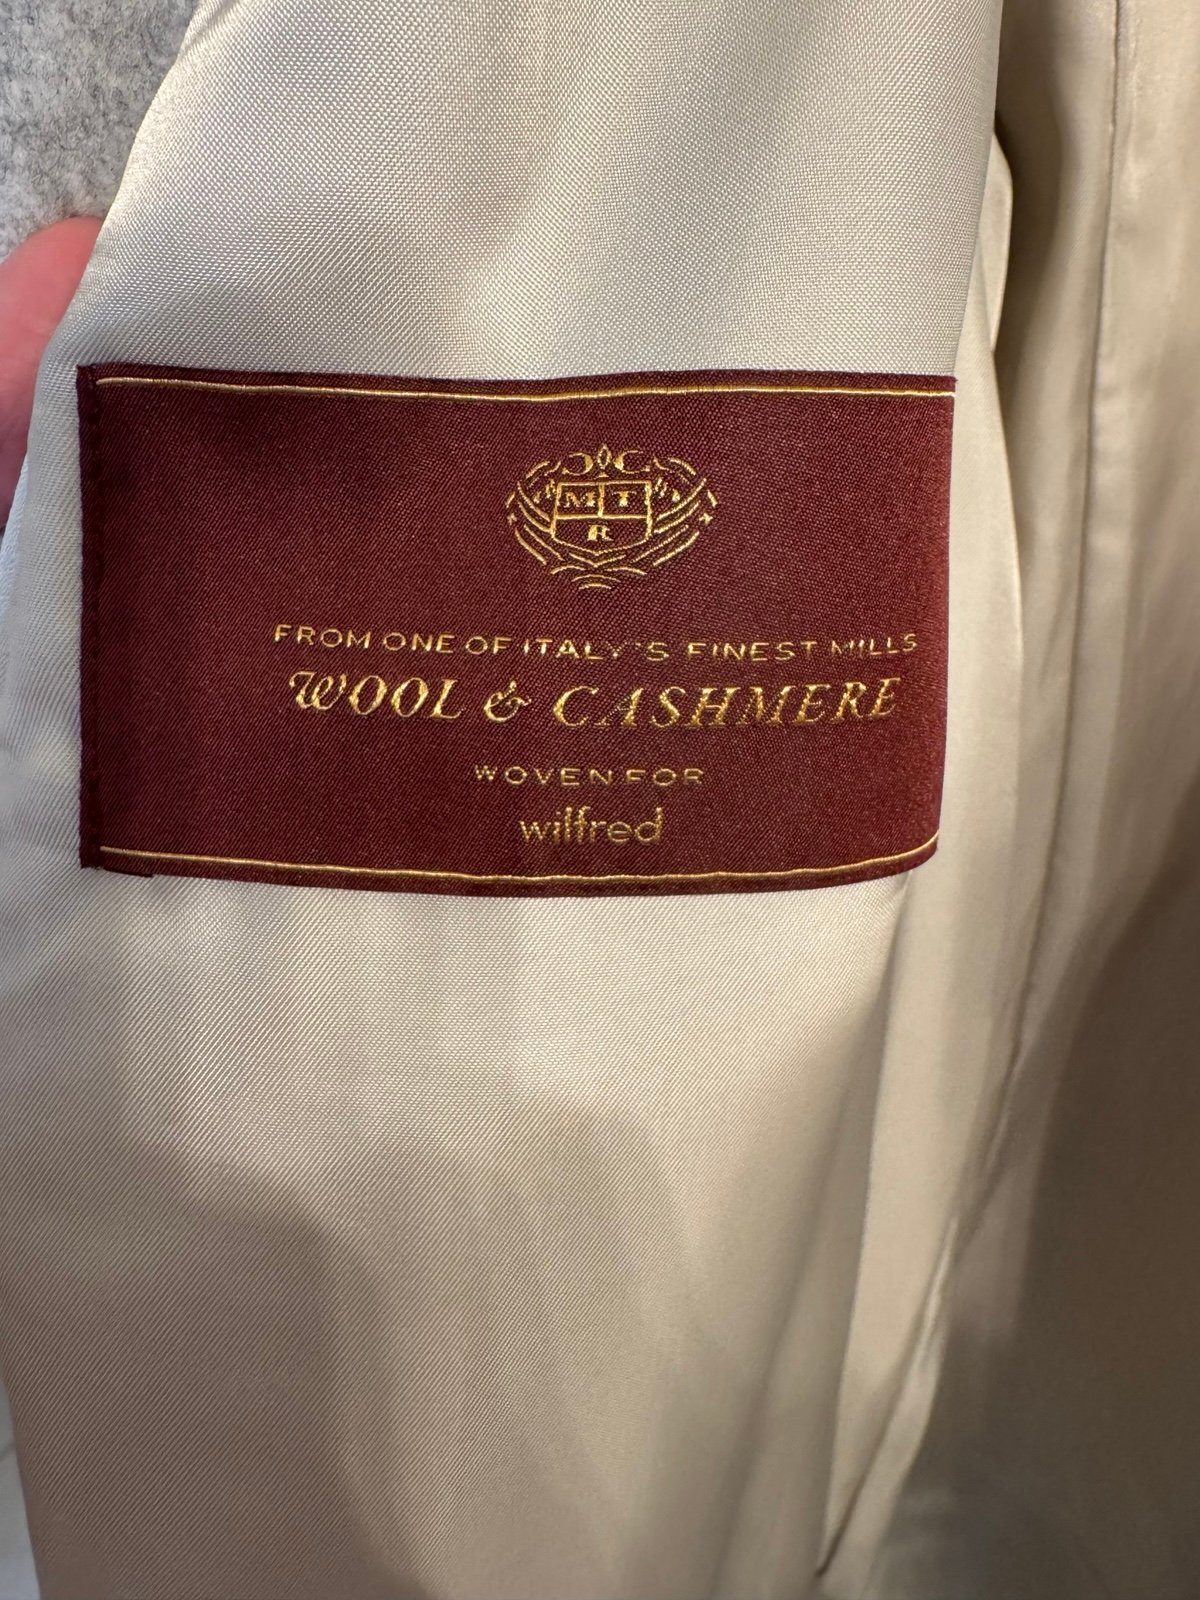 M T
R
FROM ONE OF ITALY'S FINEST MILLS
WOOL & CASHMERE
WOVEN FOR
wilfred